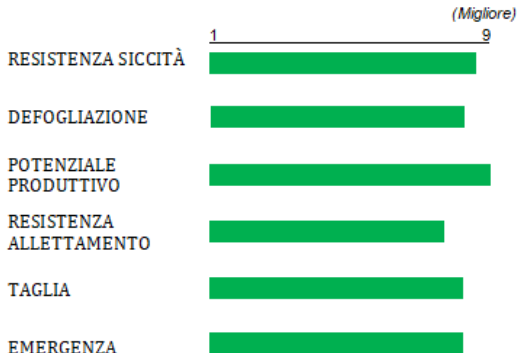 (Migliore)
1 9
RESISTENZA SICCITÀ
DEFOGLIAZIONE
POTENZIALE
PRODUTTIVO
RESISTENZA
ALLETTAMENTO
TAGLIA
EMERGENZA